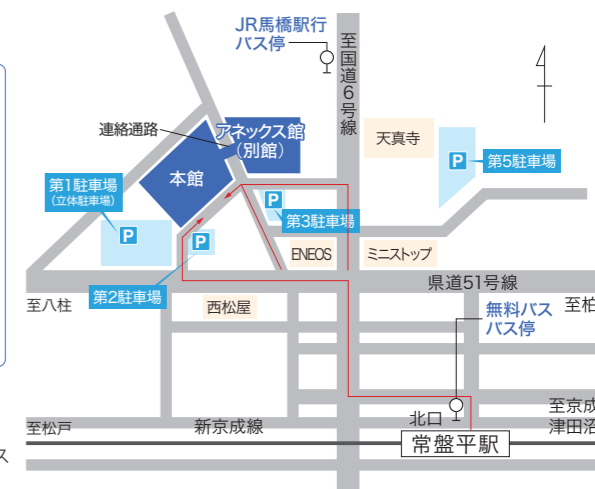 JR馬橋駅行
バス停
至国道6号線
連絡通路
アネックス館
(別館)
天真寺
P
第5駐車場
本館
第1駐車場
(立体駐車場)
P
P
第3駐車場
P
第2駐車場
ENEOS
ミニストップ
県道51号線
至八柱
西松屋
無料バス
バス停
至柏
北口
至京成
津田沼
至松戸
新京成線
常盤平駅
ス